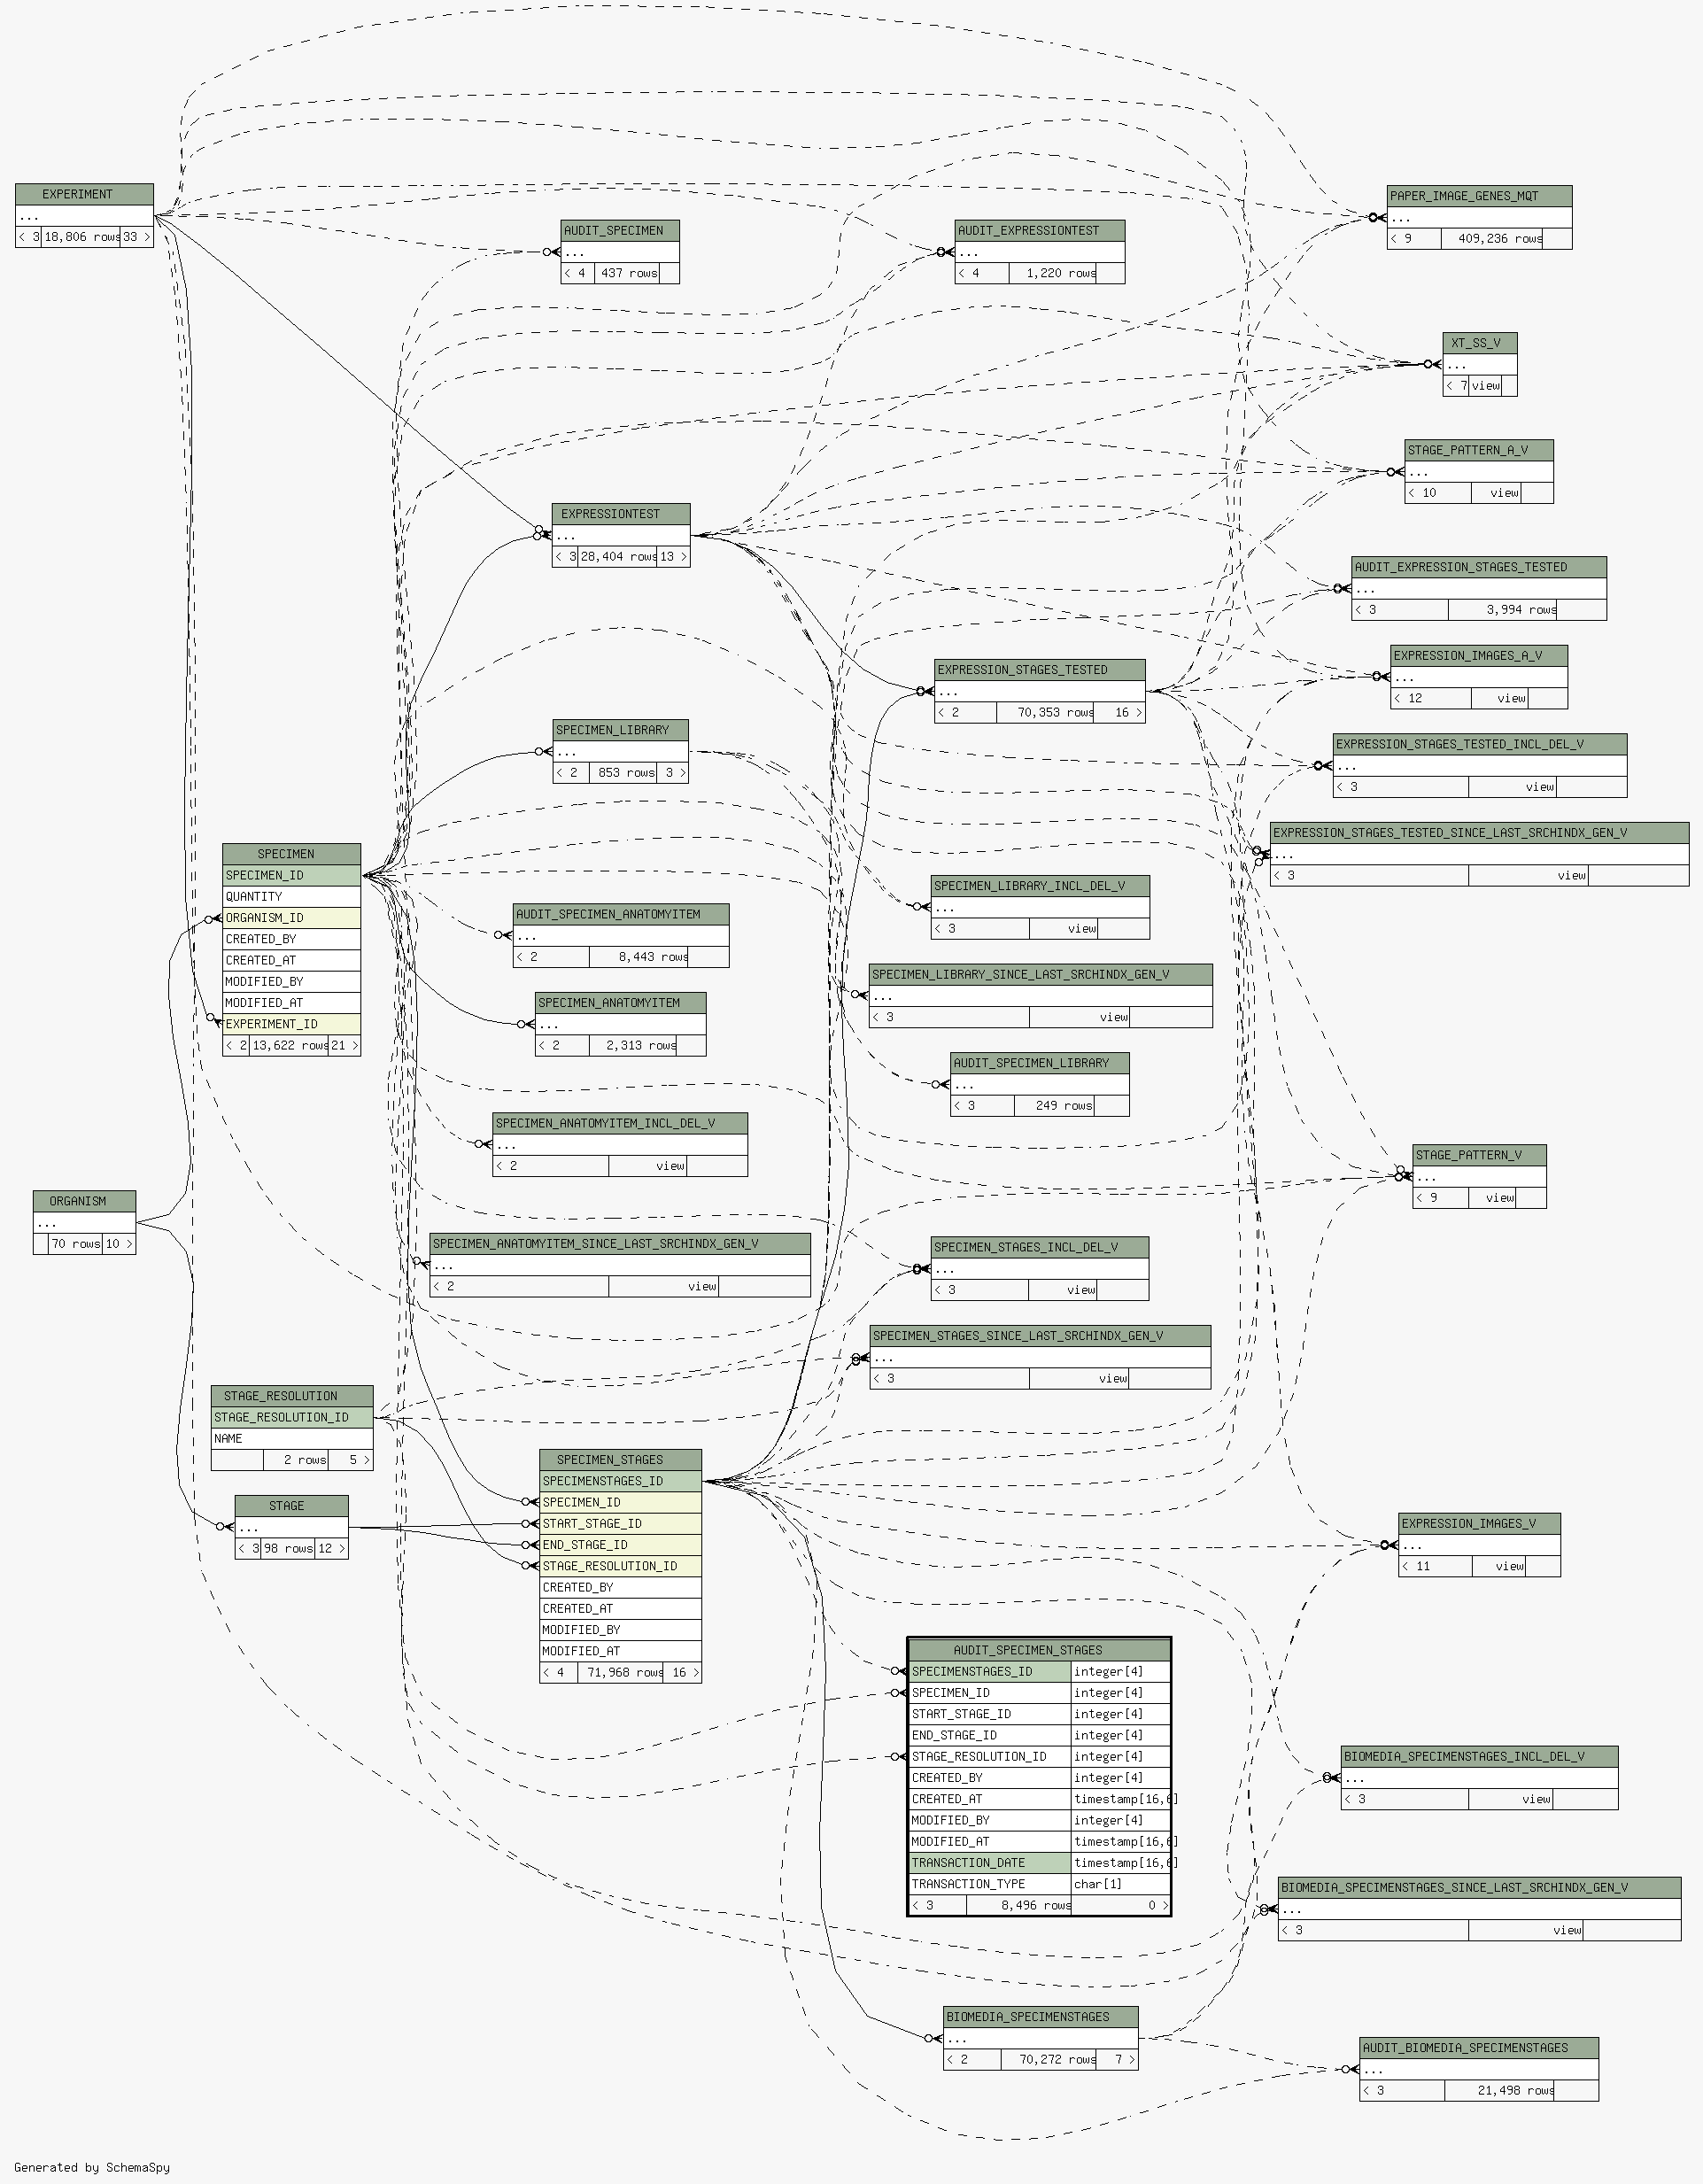 EXPERIMENT
...
< 3 18,806 rows 33 >
AUDIT_SPECIMEN
...
< 4 437 rows
AUDIT_EXPRESSIONTEST
...
< 4 1,220 rows
PAPER_IMAGE_GENES_MQT
...
< 9 409,236 rows
XT_SS_V
...
< 7 view
STAGE_PATTERN_A_V
...
< 10 view
EXPRESSIONTEST
...
< 3 28,404 rows 13 >
AUDIT_EXPRESSION_STAGES_TESTED
...
< 3 3,994 rows
EXPRESSION_IMAGES_A_V
...
< 12 view
EXPRESSION_STAGES_TESTED
...
< 2 70,353 rows 16 >
SPECIMEN_LIBRARY
...
< 2 853 rows 3 >
EXPRESSION_STAGES_TESTED_INCL_DEL_V
...
< 3 view
EXPRESSION_STAGES_TESTED_SINCE_LAST_SRCHINDX_GEN_V
...
< 3 view
SPECIMEN
SPECIMEN_ID
QUANTITY
ORGANISM_ID
CREATED_BY
CREATED_AT
MODIFIED_BY
MODIFIED_AT
EXPERIMENT_ID
< 2 13,622 rows 21 >
SPECIMEN_LIBRARY_INCL_DEL_V
...
< 3 view
AUDIT_SPECIMEN_ANATOMYITEM
...
< 2 8,443 rows
SPECIMEN_LIBRARY_SINCE_LAST_SRCHINDX_GEN_V
...
< 3 view
SPECIMEN_ANATOMYITEM
...
< 2 2,313 rows
AUDIT_SPECIMEN_LIBRARY
...
< 3 249 rows
SPECIMEN_ANATOMYITEM_INCL_DEL_V
...
< 2 view
STAGE_PATTERN_V
...
< 9 view
ORGANISM
...
70 rows 10 >
SPECIMEN_ANATOMYITEM_SINCE_LAST_SRCHINDX_GEN_V
...
< 2 view
SPECIMEN_STAGES_INCL_DEL_V
...
< 3 view
SPECIMEN_STAGES_SINCE_LAST_SRCHINDX_GEN_V
...
< 3 view
STAGE_RESOLUTION
STAGE_RESOLUTION_ID
NAME
2 rows 5 >
STAGE
...
< 3 98 rows 12 >
SPECIMEN_STAGES
SPECIMENSTAGES_ID
SPECIMEN_ID
START_STAGE_ID
END_STAGE_ID
STAGE_RESOLUTION_ID
CREATED_BY
CREATED_AT
MODIFIED_BY
MODIFIED_AT
< 4 71,968 rows 16 >
EXPRESSION_IMAGES_V
...
< 11 view
AUDIT_SPECIMEN_STAGES
SPECIMENSTAGES_ID integer[4]
SPECIMEN_ID integer[4]
START_STAGE_ID integer[4]
END_STAGE_ID integer[4]
STAGE_RESOLUTION_ID integer[4]
CREATED_BY integer[4]
CREATED_AT timestamp[16,6]
MODIFIED_BY integer[4]
MODIFIED_AT timestamp[16,6]
TRANSACTION_DATE timestamp[16,6]
TRANSACTION_TYPE char[1]
< 3 8,496 rows 0 >
BIOMEDIA_SPECIMENSTAGES_INCL_DEL_V
...
< 3 view
BIOMEDIA_SPECIMENSTAGES_SINCE_LAST_SRCHINDX_GEN_V
...
< 3 view
BIOMEDIA_SPECIMENSTAGES
...
< 2 70,272 rows 7 >
AUDIT_BIOMEDIA_SPECIMENSTAGES
...
< 3 21,498 rows
Generated by SchemaSpy